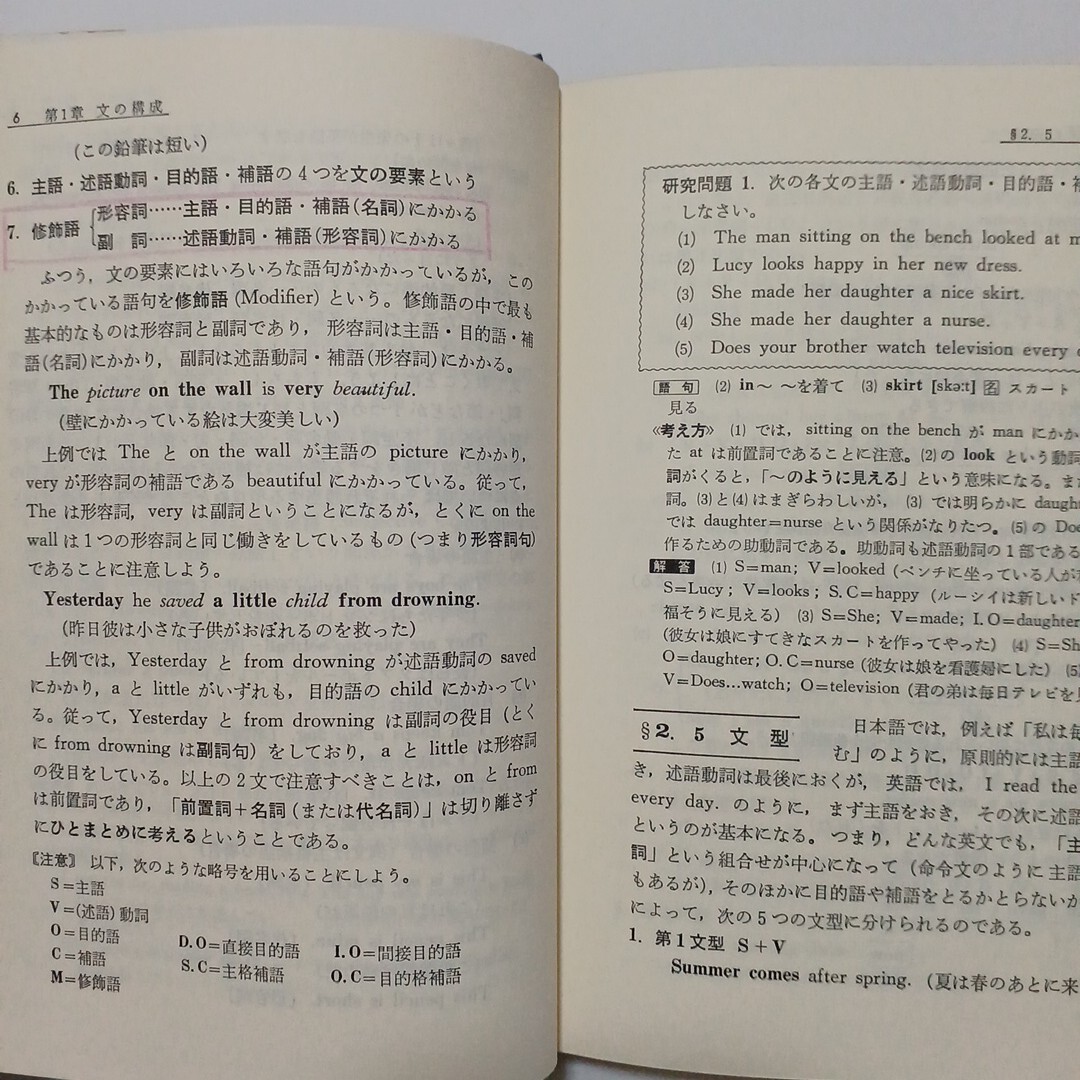 6 第1章 文の構成
(この鉛筆は短い)
6. 主語・述語動詞・目的語・補語の4つを文の要素という
7. 修飾語
形容詞……主語・目的語・補語(名詞)にかかる
副 詞……述語動詞・補語(形容詞)にかかる
ふつう, 文の要素にはいろいろな語句がかかっているが, この
かかっている語句を修飾語 (Modifier) という。修飾語の中で最も
基本的なものは形容詞と副詞であり, 形容詞は主語・目的語・補
語(名詞)にかかり, 副詞は述語動詞・補語(形容詞)にかかる。
The picture on the wall is very beautiful.
(壁にかかっている絵は大変美しい)
上例では The と on the wall が主語の picture にかかり,
very が形容詞の補語である beautiful にかかっている。従って,
The は形容詞, very は副詞ということになるが, とくに on the
wall は1つの形容詞と同じ働きをしているもの (つまり形容詞句)
であることに注意しよう。
Yesterday he saved a little child from drowning.
(昨日彼は小さな子供がおぼれるのを救った)
上例では, Yesterday と from drowning が述語動詞の saved
にかかり, a と little がいずれも, 目的語の child にかかってい
る。従って, Yesterday と from drowning は副詞の役目 (とく
に from drowning は副詞句) をしており, a と little は形容詞
の役目をしている。以上の2文で注意すべきことは, on と from
は前置詞であり, 「前置詞+名詞 (または代名詞)」は切り離さず
にひとまとめに考えるということである。
〘注意〙 以下, 次のような略号を用いることにしよう。
S=主語
V=(述語) 動詞
O=目的語 D.O=直接目的語 I.O=間接目的語
C=補語 S.C=主格補語 O.C=目的格補語
M=修飾語
§2. 5
研究問題 1. 次の各文の主語・述語動詞・目的語・補
しなさい。
(1) The man sitting on the bench looked at m
(2) Lucy looks happy in her new dress.
(3) She made her daughter a nice skirt.
(4) She made her daughter a nurse.
(5) Does your brother watch television every
語 句 (2) in〜 〜を着て (3) skirt [skə:t] 名 スカート
見る
《考え方》 (1) では, sitting on the bench が man にかか
た at は前置詞であることに注意。(2)の look という動詞
詞がくると, 「〜のように見える」という意味になる。また
詞。(3)と(4)はまぎらわしいが, (3) では明らかに daugh
では daughter=nurse という関係がなりたつ。(5)の Doe
作るための助動詞である。助動詞も述語動詞の1部である
解 答 (1) S=man; V=looked (ベンチに坐っている人が
S=Lucy; V=looks; S.C=happy (ルーシイは新しいド
福そうに見える) (3) S=She; V=made; I.O=daughter
(彼女は娘にすてきなスカートを作ってやった) (4) S=Sh
O=daughter; O.C=nurse (彼女は娘を看護婦にした) (5)
V=Does…watch; O=television (君の弟は毎日テレビを
§2. 5 文 型
日本語では, 例えば「私は毎
む」のように, 原則的には主語
き, 述語動詞は最後におくが, 英語では, I read the
every day. のように, まず主語をおき, その次に述語
というのが基本になる。つまり, どんな英文でも, 「主
詞」という組合せが中心になって (命令文のように主語
もあるが), そのほかに目的語や補語をとるかとらないか
によって, 次の5つの文型に分けられるのである。
1. 第1文型 S+V
Summer comes after spring. (夏は春のあとに来